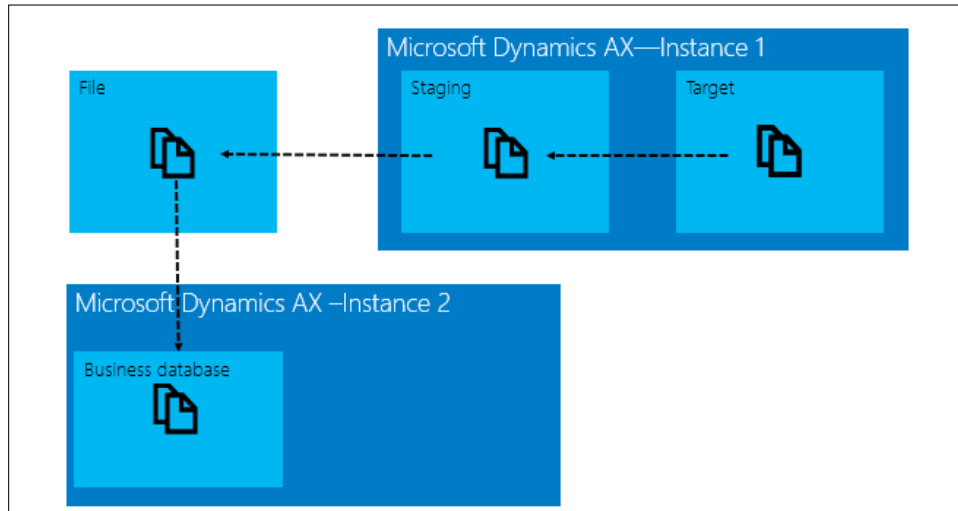 Microsoft Dynamics AX—Instance 1
File
Staging
Target
Microsoft Dynamics AX –Instance 2
Business database